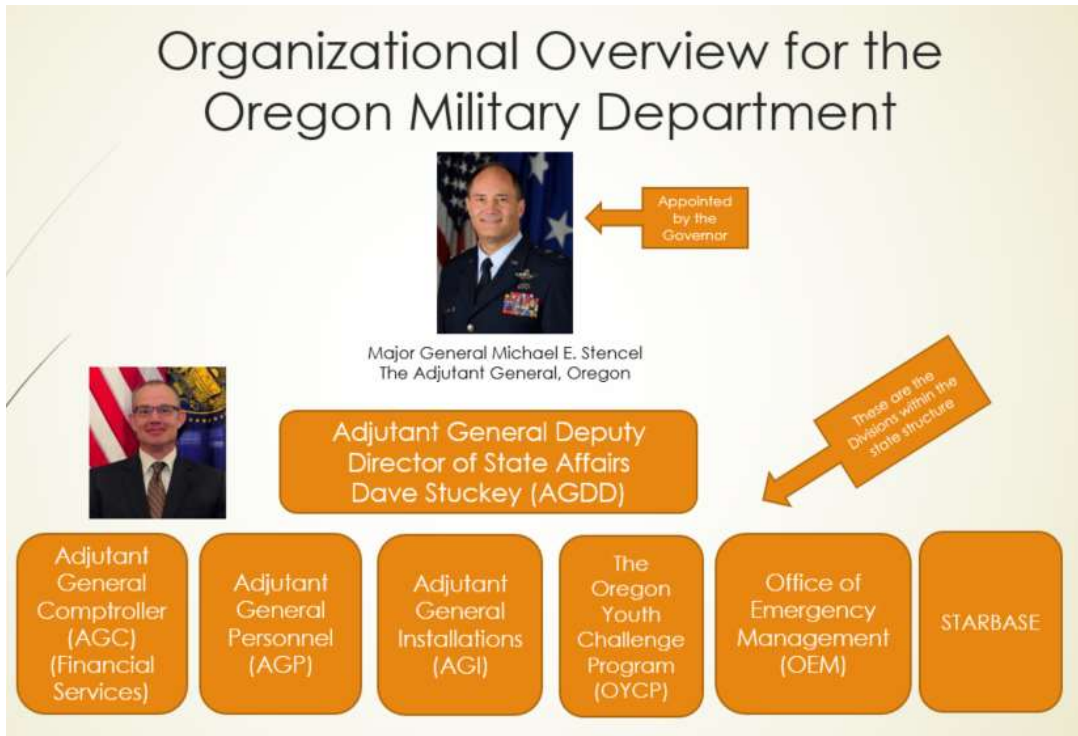 Organizational Overview for the
Oregon Military Department
Appointed
by the
Governor
Major General Michael E. Stencel
The Adjutant General, Oregon
These are the
Divisions within the
state structure
Adjutant General Deputy
Director of State Affairs
Dave Stuckey (AGDD)
Adjutant
General
Comptroller
(AGC)
(Financial
Services)
Adjutant
General
Personnel
(AGP)
Adjutant
General
Installations
(AGI)
The
Oregon
Youth
Challenge
Program
(OYCP)
Office of
Emergency
Management
(OEM)
STARBASE